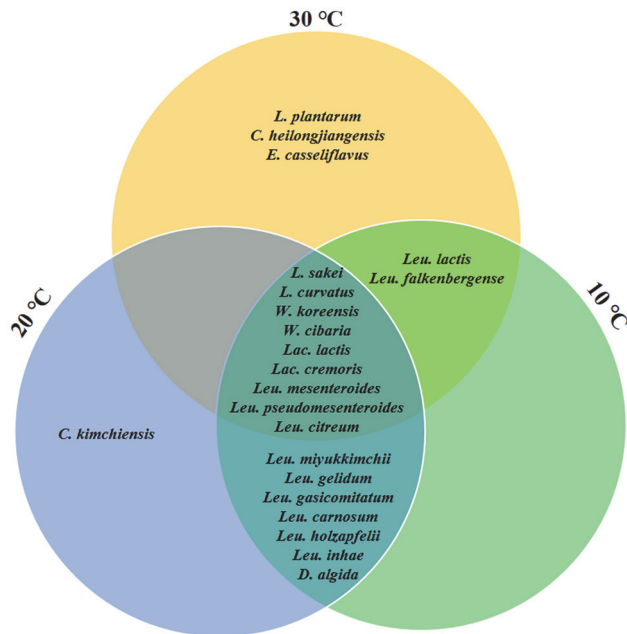 30 °C
L. plantarum
C. heilongjiangensis
E. casseliflavus
Leu. lactis
Leu. falkenbergense
20 °C
10 °C
L. sakei
L. curvatus
W. koreensis
W. cibaria
Lac. lactis
Lac. cremoris
Leu. mesenteroides
Leu. pseudomesenteroides
Leu. citreum
C. kimchiensis
Leu. miyukkimchii
Leu. gelidum
Leu. gasicomitatum
Leu. carnosum
Leu. holzapfelii
Leu. inhae
D. algida